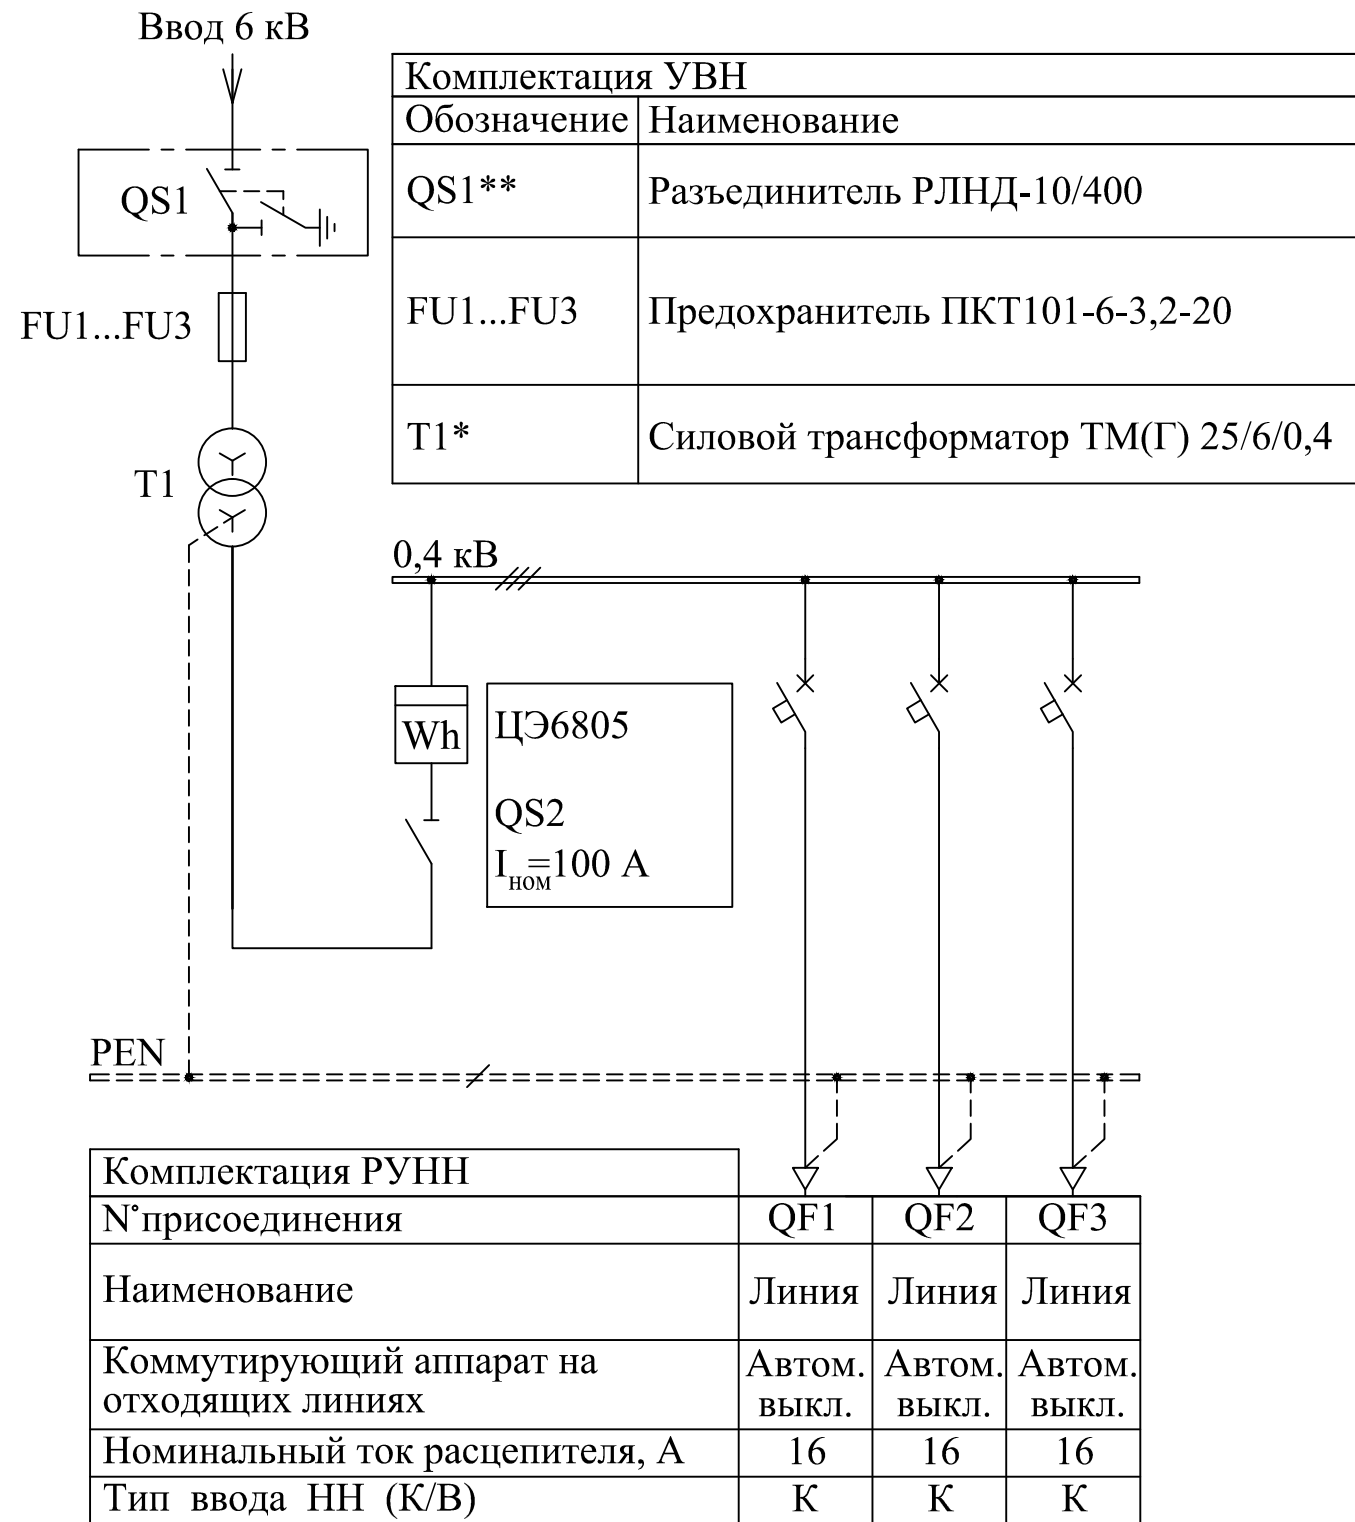 Ввод 6 кВ
Комплектация УВН
Обозначение Наименование
QS1
QS1** Разъединитель РЛНД-10/400
FU1...FU3
FU1...FU3 Предохранитель ПКТ101-6-3,2-20
T1
T1* Силовой трансформатор ТМ(Г) 25/6/0,4
0,4 кВ
Wh
ЦЭ6805
QS2
Iном=100 А
PEN
Комплектация РУНН
N°присоединения QF1 QF2 QF3
Наименование Линия Линия Линия
Коммутирующий аппарат на Автом. Автом. Автом.
отходящих линиях выкл. выкл. выкл.
Номинальный ток расцепителя, А 16 16 16
Тип ввода НН (К/В) К К К